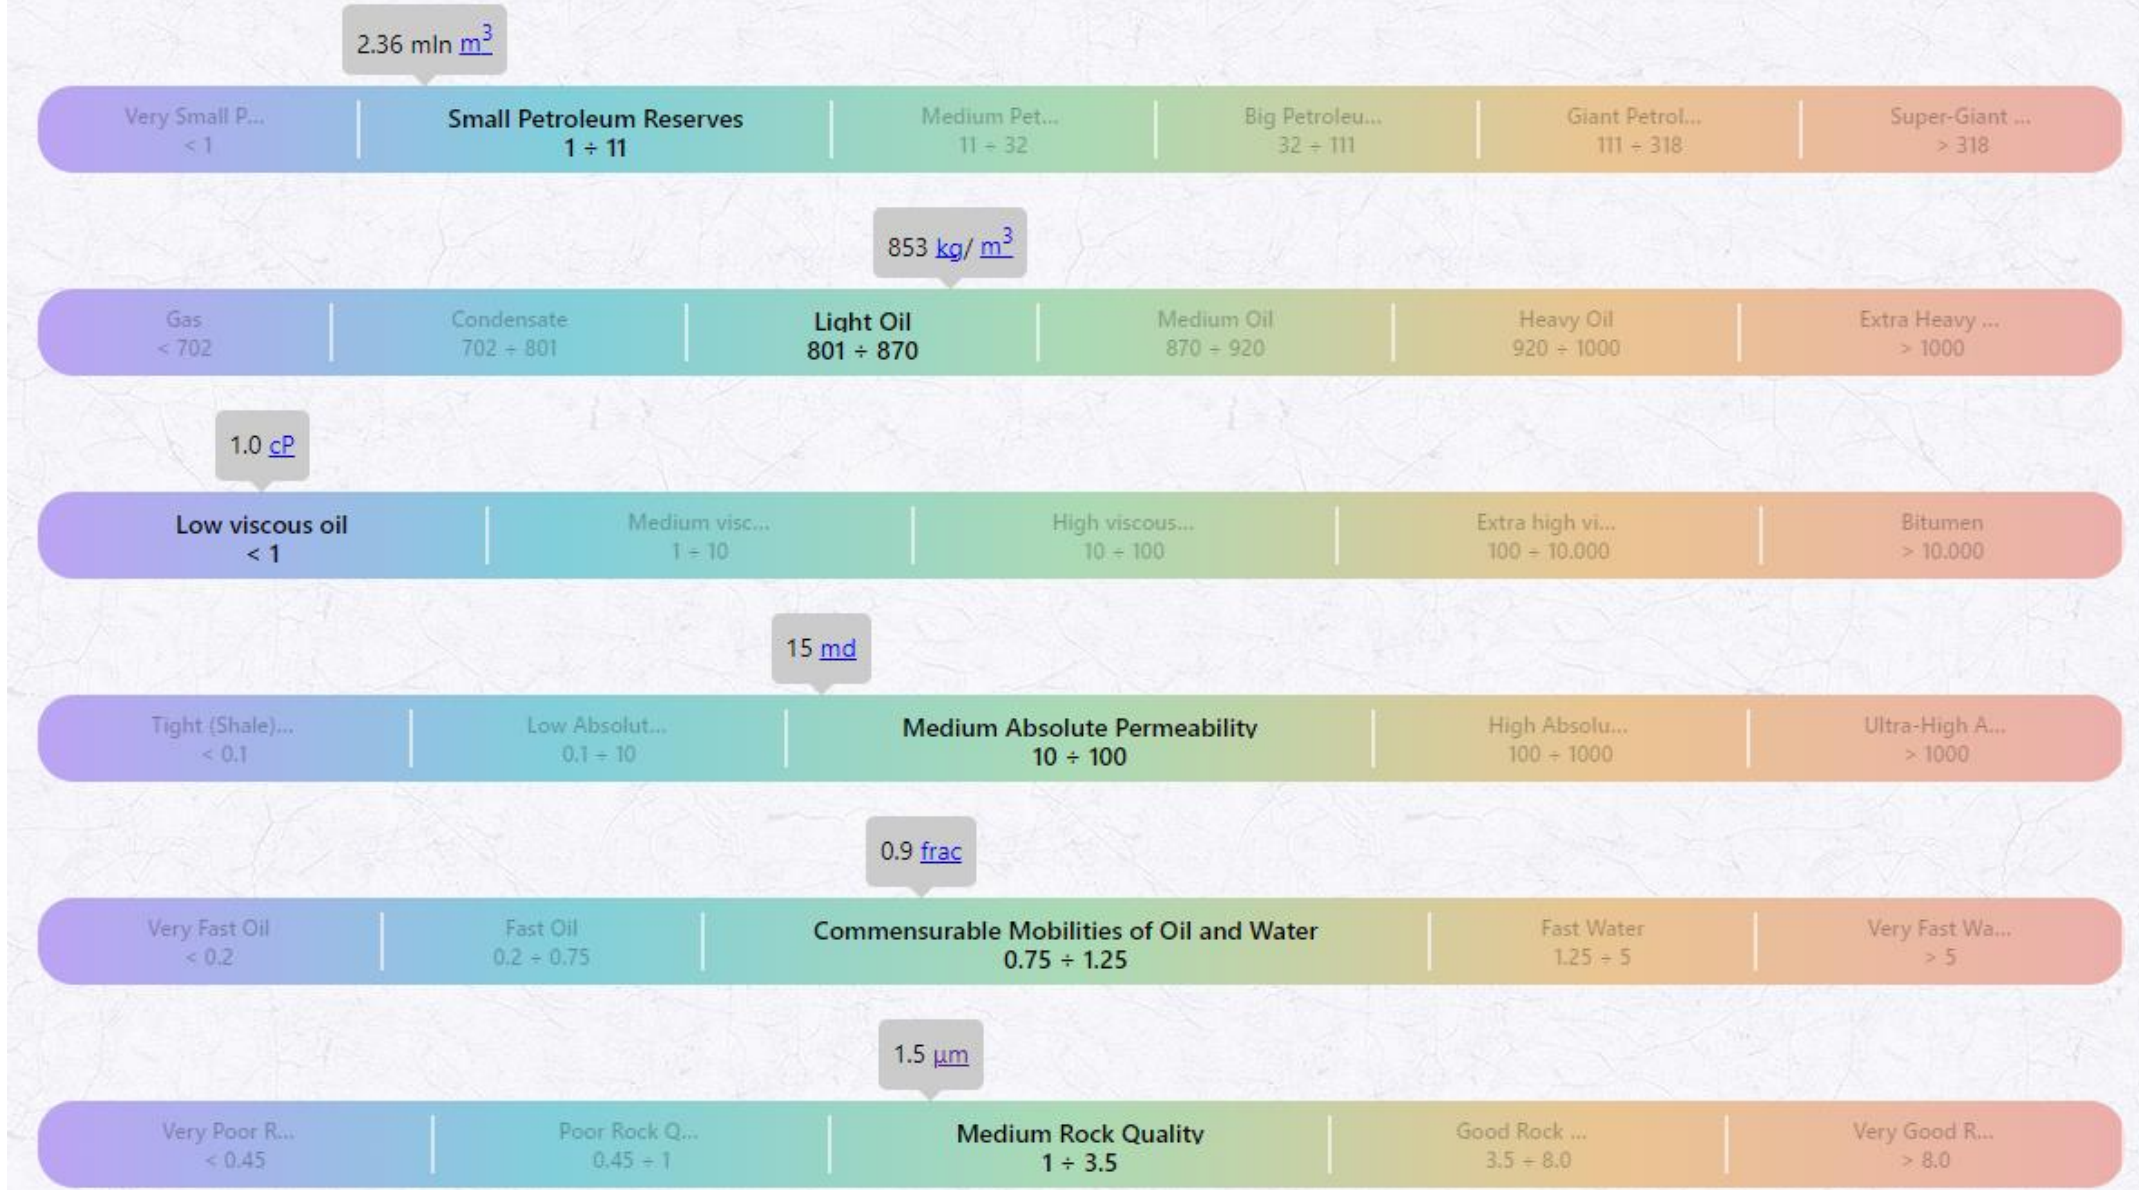 2.36 mln m³
Very Small P... Small Petroleum Reserves Medium Pet... Big Petroleu... Giant Petrol... Super-Giant ...
< 1 1 ÷ 11 11 ÷ 32 32 ÷ 111 111 ÷ 318 > 318
853 kg/ m³
Gas Condensate Light Oil Medium Oil Heavy Oil Extra Heavy ...
< 702 702 ÷ 801 801 ÷ 870 870 ÷ 920 920 ÷ 1000 > 1000
1.0 cP
Low viscous oil Medium visc... High viscous... Extra high vi... Bitumen
< 1 1 ÷ 10 10 ÷ 100 100 ÷ 10.000 > 10.000
15 md
Tight (Shale)... Low Absolut... Medium Absolute Permeability High Absolu... Ultra-High A...
< 0.1 0.1 ÷ 10 10 ÷ 100 100 ÷ 1000 > 1000
0.9 frac
Very Fast Oil Fast Oil Commensurable Mobilities of Oil and Water Fast Water Very Fast Wa...
< 0.2 0.2 ÷ 0.75 0.75 ÷ 1.25 1.25 ÷ 5 > 5
1.5 µm
Very Poor R... Poor Rock Q... Medium Rock Quality Good Rock ... Very Good R...
< 0.45 0.45 ÷ 1 1 ÷ 3.5 3.5 ÷ 8.0 > 8.0